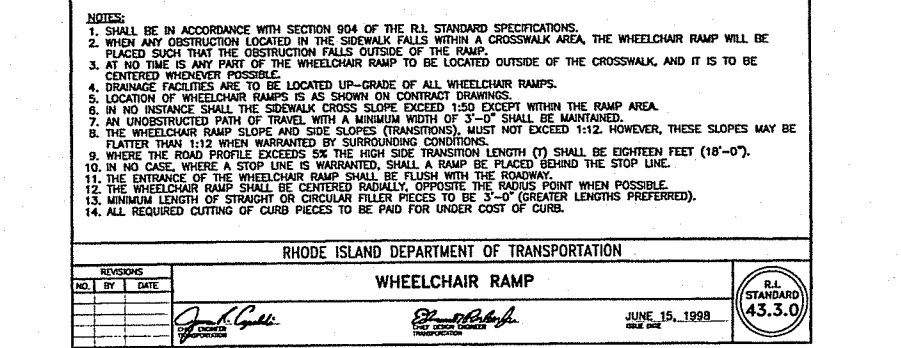 NOTES:
1. SHALL BE IN ACCORDANCE WITH SECTION 904 OF THE R.I. STANDARD SPECIFICATIONS.
2. WHEN ANY OBSTRUCTION LOCATED IN THE SIDEWALK FALLS WITHIN A CROSSWALK AREA, THE WHEELCHAIR RAMP WILL BE
PLACED SUCH THAT THE OBSTRUCTION FALLS OUTSIDE OF THE RAMP.
3. AT NO TIME IS ANY PART OF THE WHEELCHAIR RAMP TO BE LOCATED OUTSIDE OF THE CROSSWALK, AND IT IS TO BE
CENTERED WHENEVER POSSIBLE.
4. DRAINAGE FACILITIES ARE TO BE LOCATED UP-GRADE OF ALL WHEELCHAIR RAMPS.
5. LOCATION OF WHEELCHAIR RAMPS IS AS SHOWN ON CONTRACT DRAWINGS.
6. IN NO INSTANCE SHALL THE SIDEWALK CROSS SLOPE EXCEED 1:50 EXCEPT WITHIN THE RAMP AREA.
7. AN UNOBSTRUCTED PATH OF TRAVEL WITH A MINIMUM WIDTH OF 3'-0" SHALL BE MAINTAINED.
8. THE WHEELCHAIR RAMP SLOPE AND SIDE SLOPES (TRANSITIONS), MUST NOT EXCEED 1:12. HOWEVER, THESE SLOPES MAY BE
FLATTER THAN 1:12 WHEN WARRANTED BY SURROUNDING CONDITIONS.
9. WHERE THE ROAD PROFILE EXCEEDS 5% THE HIGH SIDE TRANSITION LENGTH (T) SHALL BE EIGHTEEN FEET (18'-0").
10. IN NO CASE, WHERE A STOP LINE IS WARRANTED, SHALL A RAMP BE PLACED BEHIND THE STOP LINE.
11. THE ENTRANCE OF THE WHEELCHAIR RAMP SHALL BE FLUSH WITH THE ROADWAY.
12. THE WHEELCHAIR RAMP SHALL BE CENTERED RADIALLY, OPPOSITE THE RADIUS POINT WHEN POSSIBLE.
13. MINIMUM LENGTH OF STRAIGHT OR CIRCULAR FILLER PIECES TO BE 3'-0" (GREATER LENGTHS PREFERRED).
14. ALL REQUIRED CUTTING OF CURB PIECES TO BE PAID FOR UNDER COST OF CURB.
RHODE ISLAND DEPARTMENT OF TRANSPORTATION
REVISIONS
NO. BY DATE
WHEELCHAIR RAMP
CHIEF ENGINEER
TRANSPORTATION
CHIEF DESIGN ENGINEER
TRANSPORTATION
JUNE 15, 1998
ISSUE DATE
R.I.
STANDARD
43.3.0